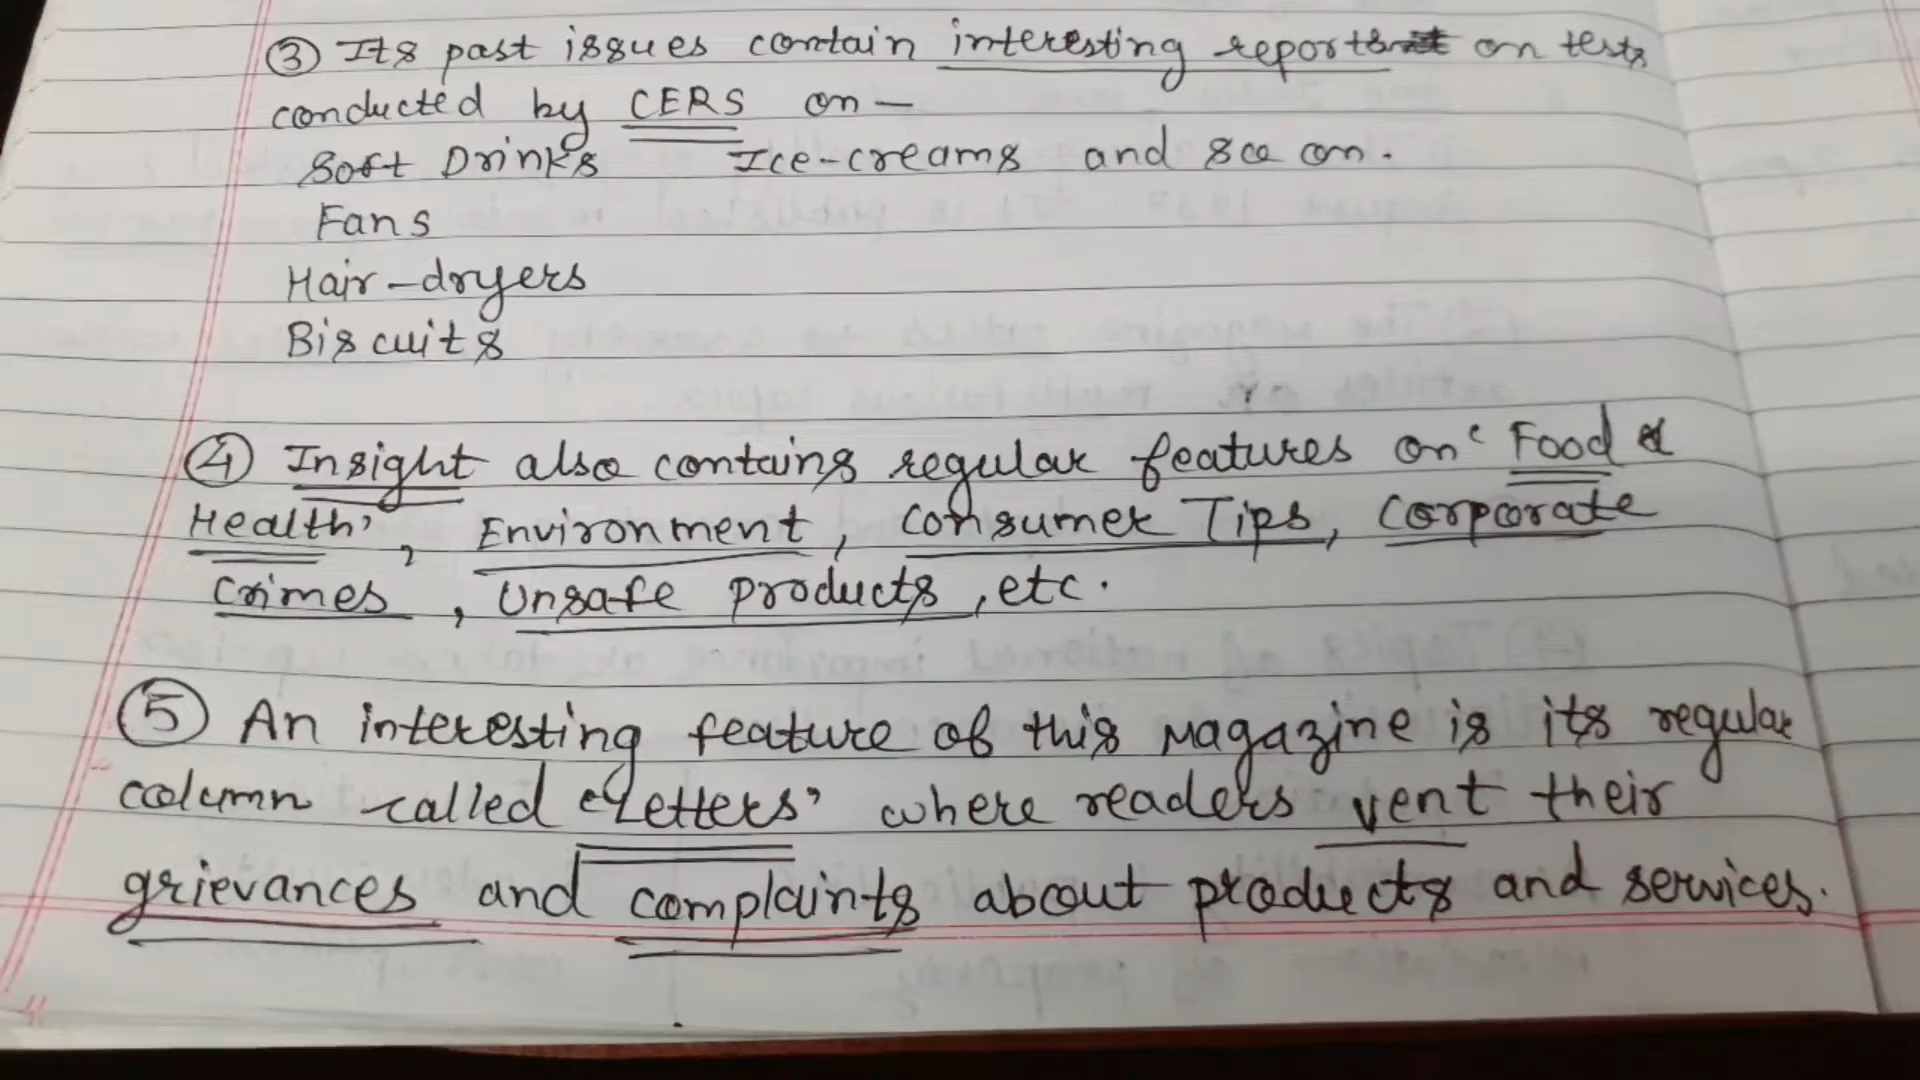 ③ Its past issues contain interesting reports on tests
conducted by CERS on —
Soft Drinks Ice-creams and so on.
Fans
Hair-dryers
Biscuits
④ Insight also contains regular features on ‘Food &
Health’, Environment, Consumer Tips, Corporate
Crimes, Unsafe products, etc.
⑤ An interesting feature of this Magazine is its regular
column called ‘Letters’ where readers vent their
grievances and complaints about products and services.